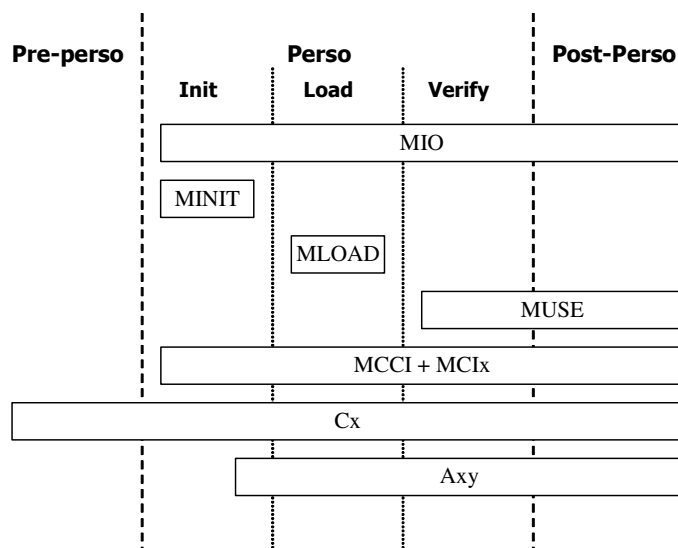 Pre-perso Perso Post-Perso
Init Load Verify
MIO
MINIT
MLOAD
MUSE
MCCI + MCIx
Cx
Axy